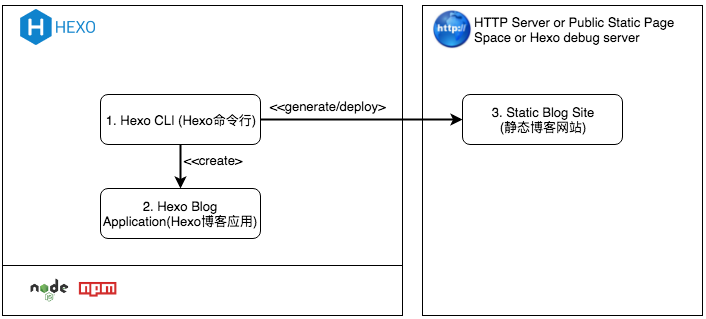 HEXO
http://
HTTP Server or Public Static Page
Space or Hexo debug server
<<generate/deploy>
1. Hexo CLI (Hexo命令行)
3. Static Blog Site
(静态博客网站)
<<create>
2. Hexo Blog
Application(Hexo博客应用)
node
JS
npm